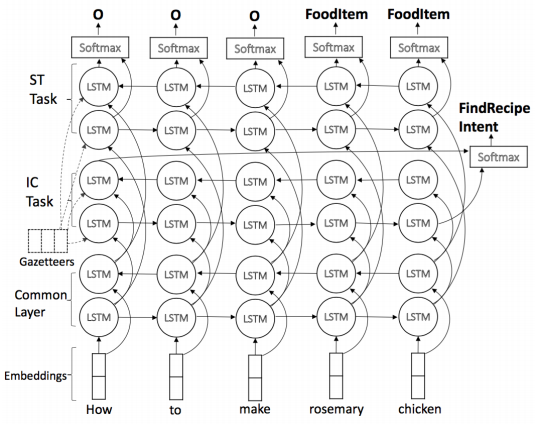 O O O FoodItem FoodItem
Softmax Softmax Softmax Softmax Softmax
ST
Task
LSTM LSTM LSTM LSTM LSTM
LSTM LSTM LSTM LSTM LSTM
FindRecipe
Intent
Softmax
IC
Task
LSTM LSTM LSTM LSTM LSTM
LSTM LSTM LSTM LSTM LSTM
Gazetteers
Common
Layer
LSTM LSTM LSTM LSTM LSTM
LSTM LSTM LSTM LSTM LSTM
Embeddings
How to make rosemary chicken